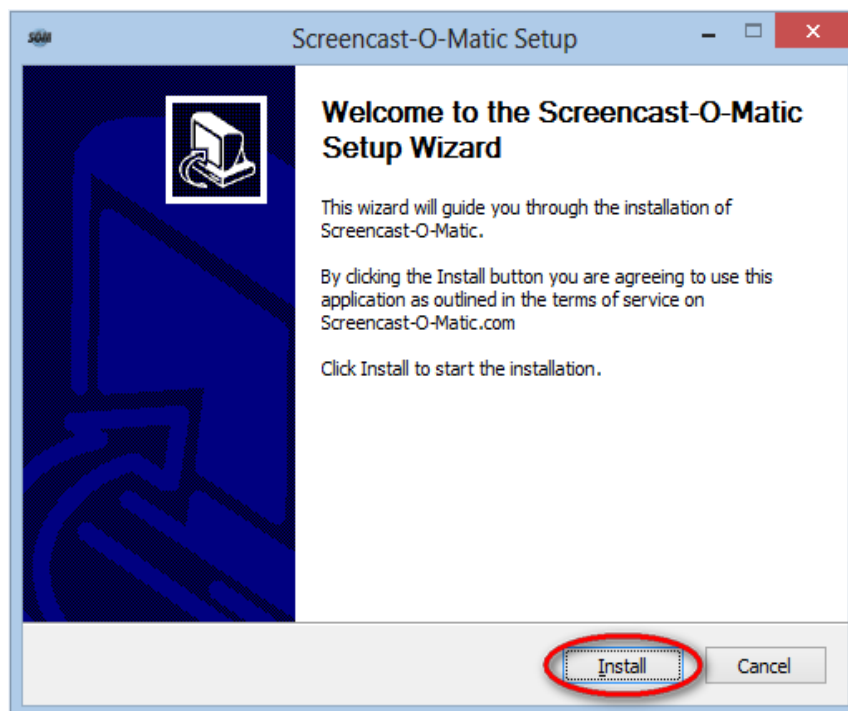 SOM
Screencast-O-Matic Setup
Welcome to the Screencast-O-Matic
Setup Wizard
This wizard will guide you through the installation of
Screencast-O-Matic.
By clicking the Install button you are agreeing to use this
application as outlined in the terms of service on
Screencast-O-Matic.com
Click Install to start the installation.
Install
Cancel